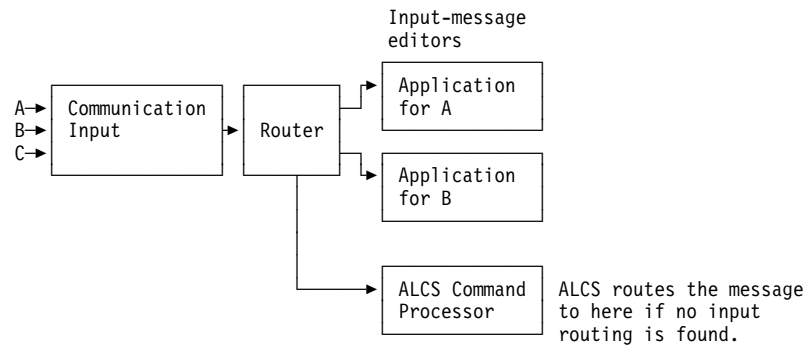 Input-message
editors
A
B
C
Communication
Input
Router
Application
for A
Application
for B
ALCS Command
Processor
ALCS routes the message
to here if no input
routing is found.